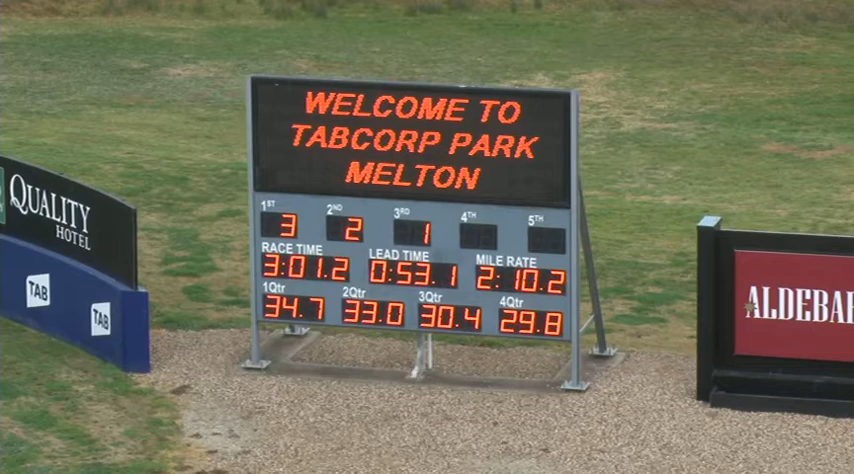 WELCOME TO
TABCORP PARK
MELTON
1ST 2ND 3RD 4TH 5TH
3 2 1
RACE TIME LEAD TIME MILE RATE
3:01.2 0:53.1 2:10.2
1Qtr 2Qtr 3Qtr 4Qtr
34.7 33.0 30.4 29.8
QUALITY
HOTEL
TAB
TAB
ALDEBAR